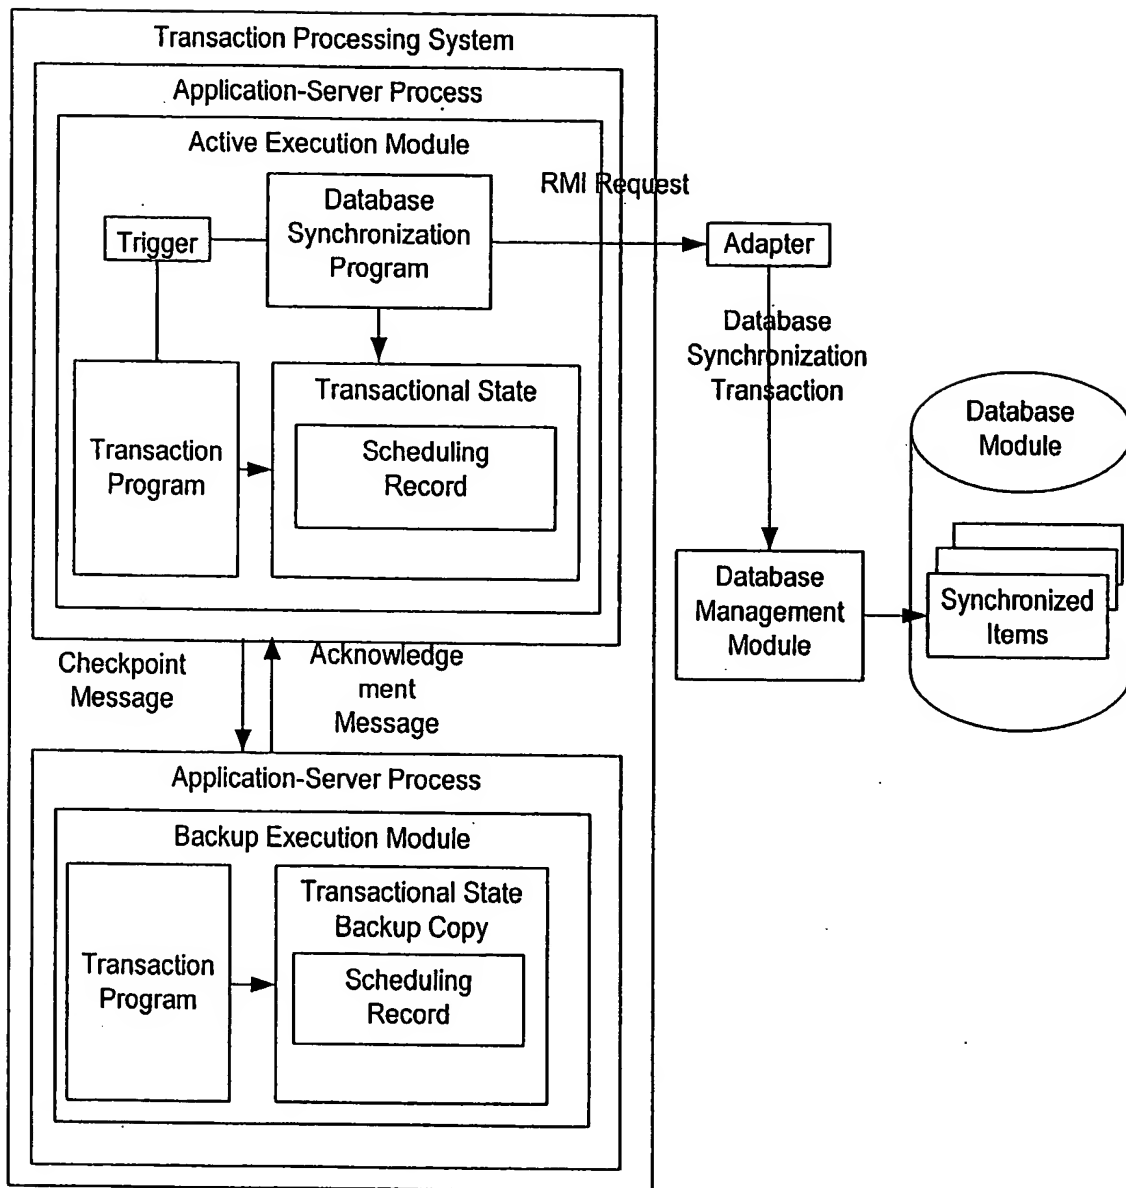 Transaction Processing System
Application-Server Process
Active Execution Module
RMI Request
Database
Synchronization
Program
Trigger
Adapter
Database
Synchronization
Transaction
Transactional State
Scheduling
Record
Transaction
Program
Database
Module
Database
Management
Module
Synchronized
Items
Checkpoint
Message
Acknowledge
ment
Message
Application-Server Process
Backup Execution Module
Transactional State
Backup Copy
Transaction
Program
Scheduling
Record